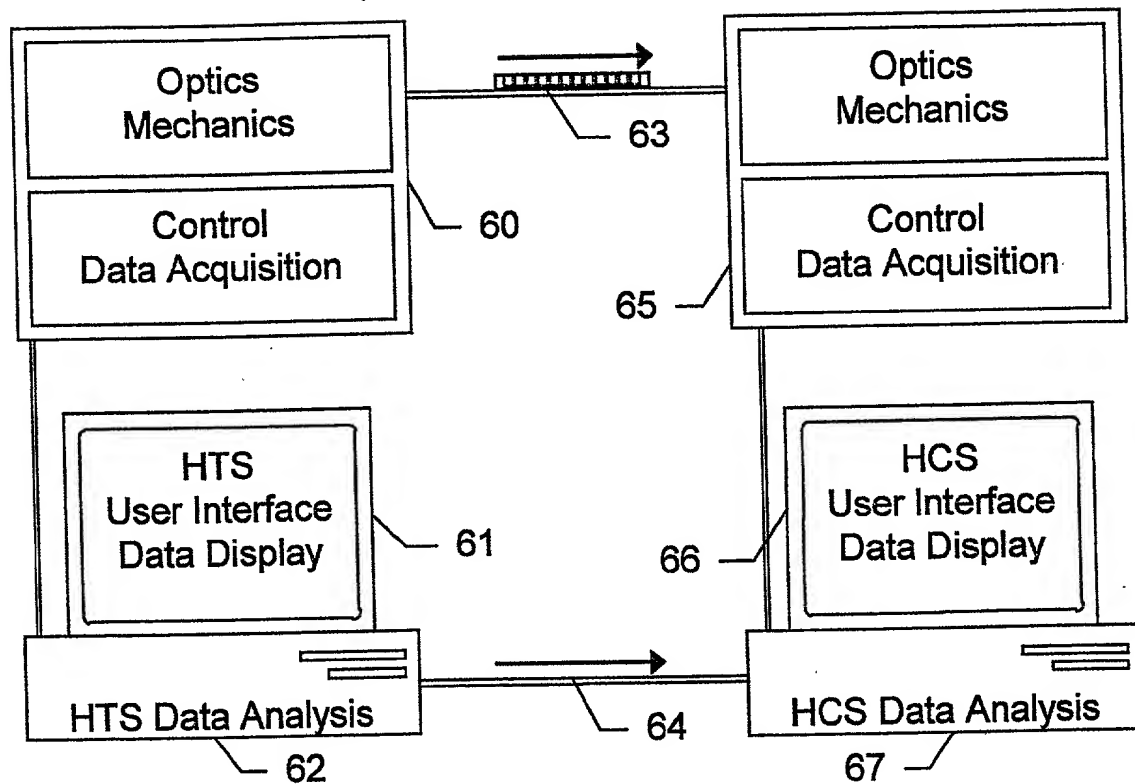 Optics
Mechanics
Control
Data Acquisition
60
63
Optics
Mechanics
Control
Data Acquisition
65
HTS
User Interface
Data Display
61
HTS Data Analysis
62
64
HCS
User Interface
Data Display
66
HCS Data Analysis
67